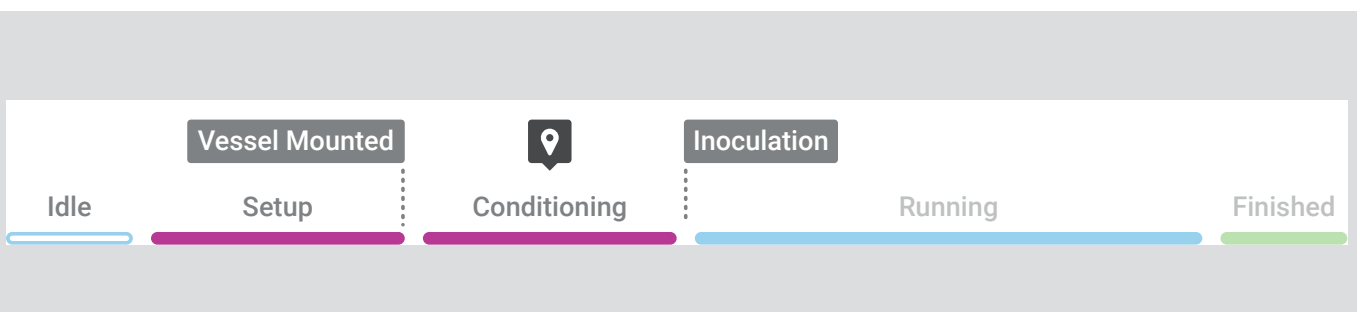 Vessel Mounted
Inoculation
Idle
Setup
Conditioning
Running
Finished